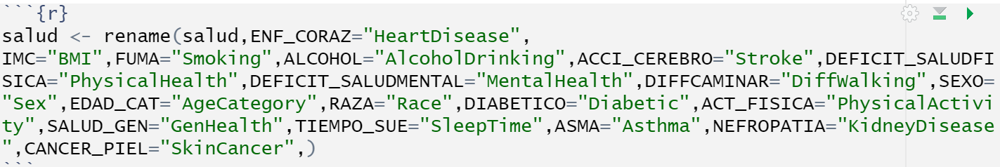 ```{r}
salud <- rename(salud,ENF_CORAZ="HeartDisease",
IMC="BMI",FUMA="Smoking",ALCOHOL="AlcoholDrinking",ACCI_CEREBRO="Stroke",DEFICIT_SALUDFI
SICA="PhysicalHealth",DEFICIT_SALUDMENTAL="MentalHealth",DIFFCAMINAR="DiffWalking",SEXO=
"Sex",EDAD_CAT="AgeCategory",RAZA="Race",DIABETICO="Diabetic",ACT_FISICA="PhysicalActivi
ty",SALUD_GEN="GenHealth",TIEMPO_SUE="SleepTime",ASMA="Asthma",NEFROPATIA="KidneyDisease
",CANCER_PIEL="SkinCancer",)
```